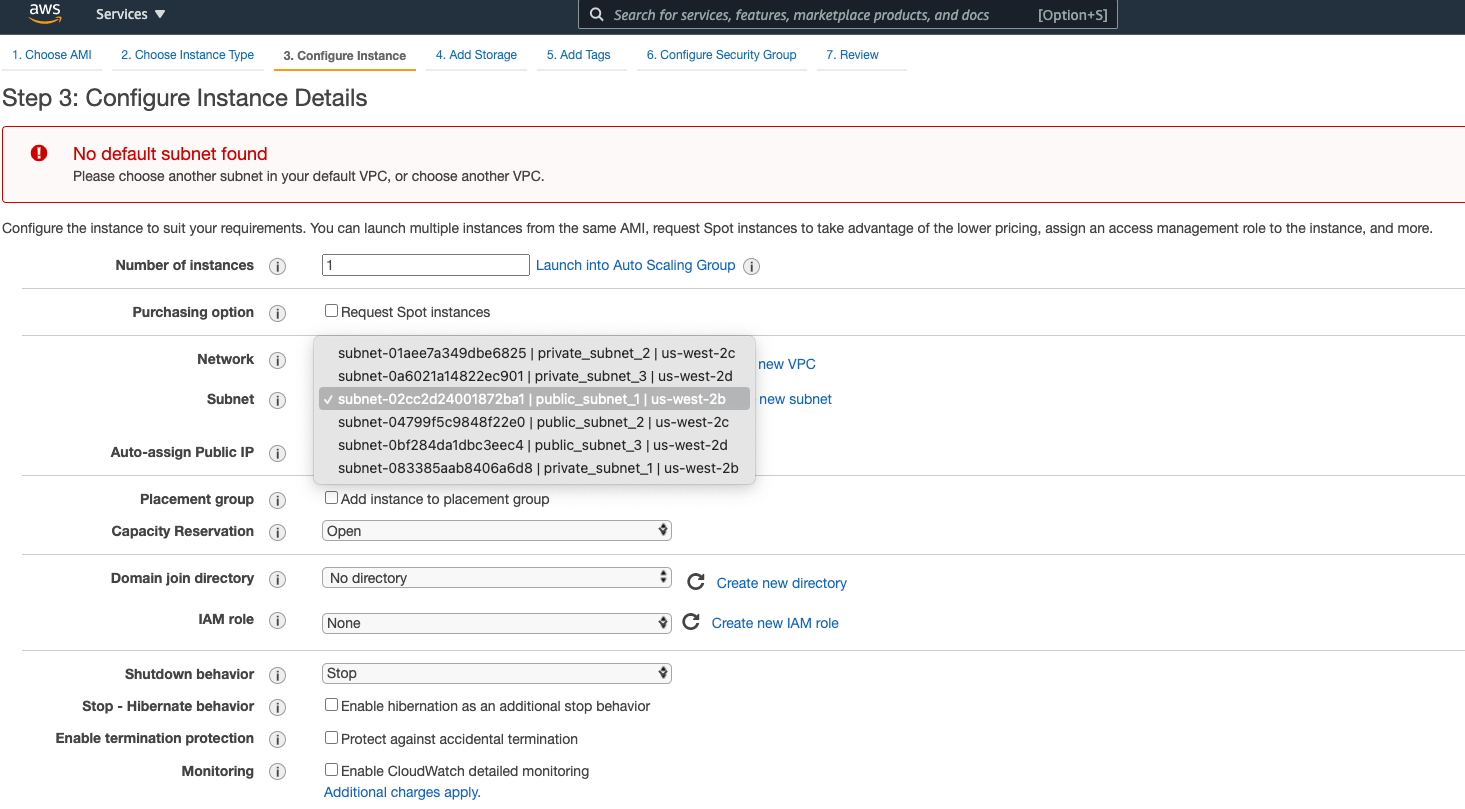 aws Services Search for services, features, marketplace products, and docs [Option+S]
1. Choose AMI 2. Choose Instance Type 3. Configure Instance 4. Add Storage 5. Add Tags 6. Configure Security Group 7. Review
Step 3: Configure Instance Details
No default subnet found
Please choose another subnet in your default VPC, or choose another VPC.
Configure the instance to suit your requirements. You can launch multiple instances from the same AMI, request Spot instances to take advantage of the lower pricing, assign an access management role to the instance, and more.
Number of instances i 1 Launch into Auto Scaling Group i
Purchasing option i Request Spot instances
Network i new VPC
subnet-01aee7a349dbe6825 | private_subnet_2 | us-west-2c
subnet-0a6021a14822ec901 | private_subnet_3 | us-west-2d
Subnet i ✓ subnet-02cc2d24001872ba1 | public_subnet_1 | us-west-2b new subnet
subnet-04799f5c9848f22e0 | public_subnet_2 | us-west-2c
subnet-0bf284da1dbc3eec4 | public_subnet_3 | us-west-2d
Auto-assign Public IP i
subnet-083385aab8406a6d8 | private_subnet_1 | us-west-2b
Placement group i Add instance to placement group
Capacity Reservation i Open
Domain join directory i No directory Create new directory
IAM role i None Create new IAM role
Shutdown behavior i Stop
Stop - Hibernate behavior i Enable hibernation as an additional stop behavior
Enable termination protection i Protect against accidental termination
Monitoring i Enable CloudWatch detailed monitoring
Additional charges apply.